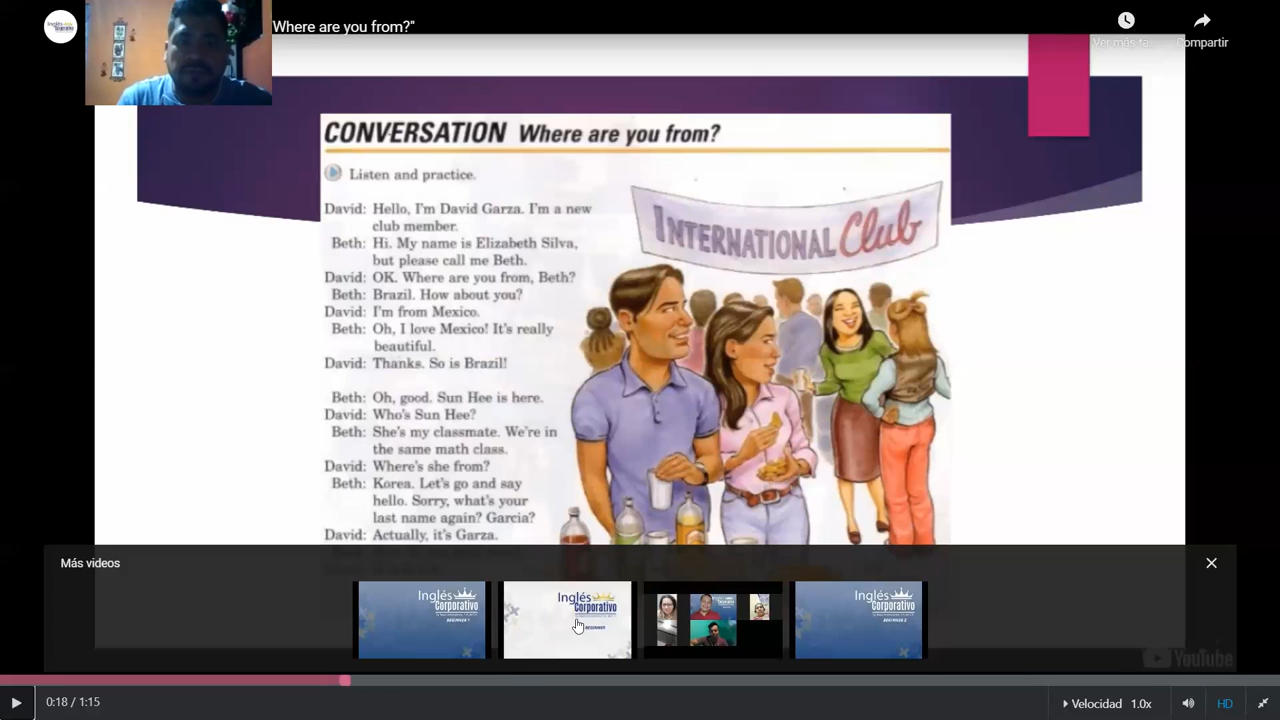 Where are you from?"
Ver más ta...
Compartir
CONVERSATION Where are you from?
Listen and practice.
David: Hello, I'm David Garza. I'm a new
club member.
Beth: Hi. My name is Elizabeth Silva,
but please call me Beth.
David: OK. Where are you from, Beth?
Beth: Brazil. How about you?
David: I'm from Mexico.
Beth: Oh, I love Mexico! It's really
beautiful.
David: Thanks. So is Brazil!
Beth: Oh, good. Sun Hee is here.
David: Who's Sun Hee?
Beth: She's my classmate. We're in
the same math class.
David: Where's she from?
Beth: Korea. Let's go and say
hello. Sorry, what's your
last name again? Garcia?
David: Actually, it's Garza.
INTERNATIONAL Club
Más videos
Inglés
Corporativo
BEGINNER 1
Inglés
Corporativo
BEGINNER
Inglés
Corporativo
BEGINNER 2
YouTube
0:18 / 1:15
Velocidad 1.0x
HD